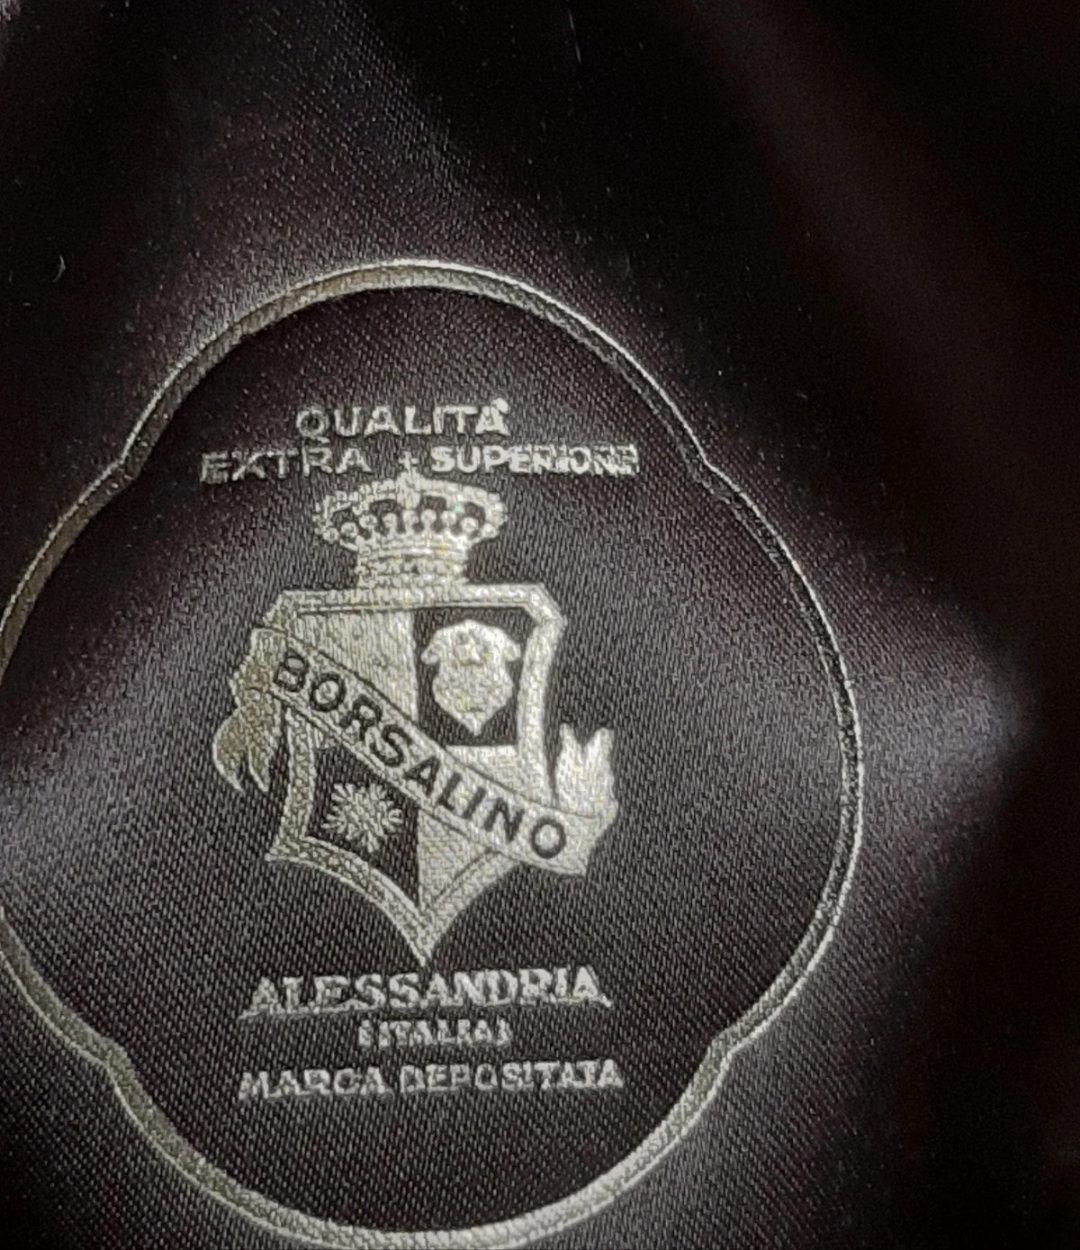 QUALITÀ
EXTRA + SUPERIORE
BORSALINO
ALESSANDRIA
(ITALIA)
MARCA DEPOSITATA